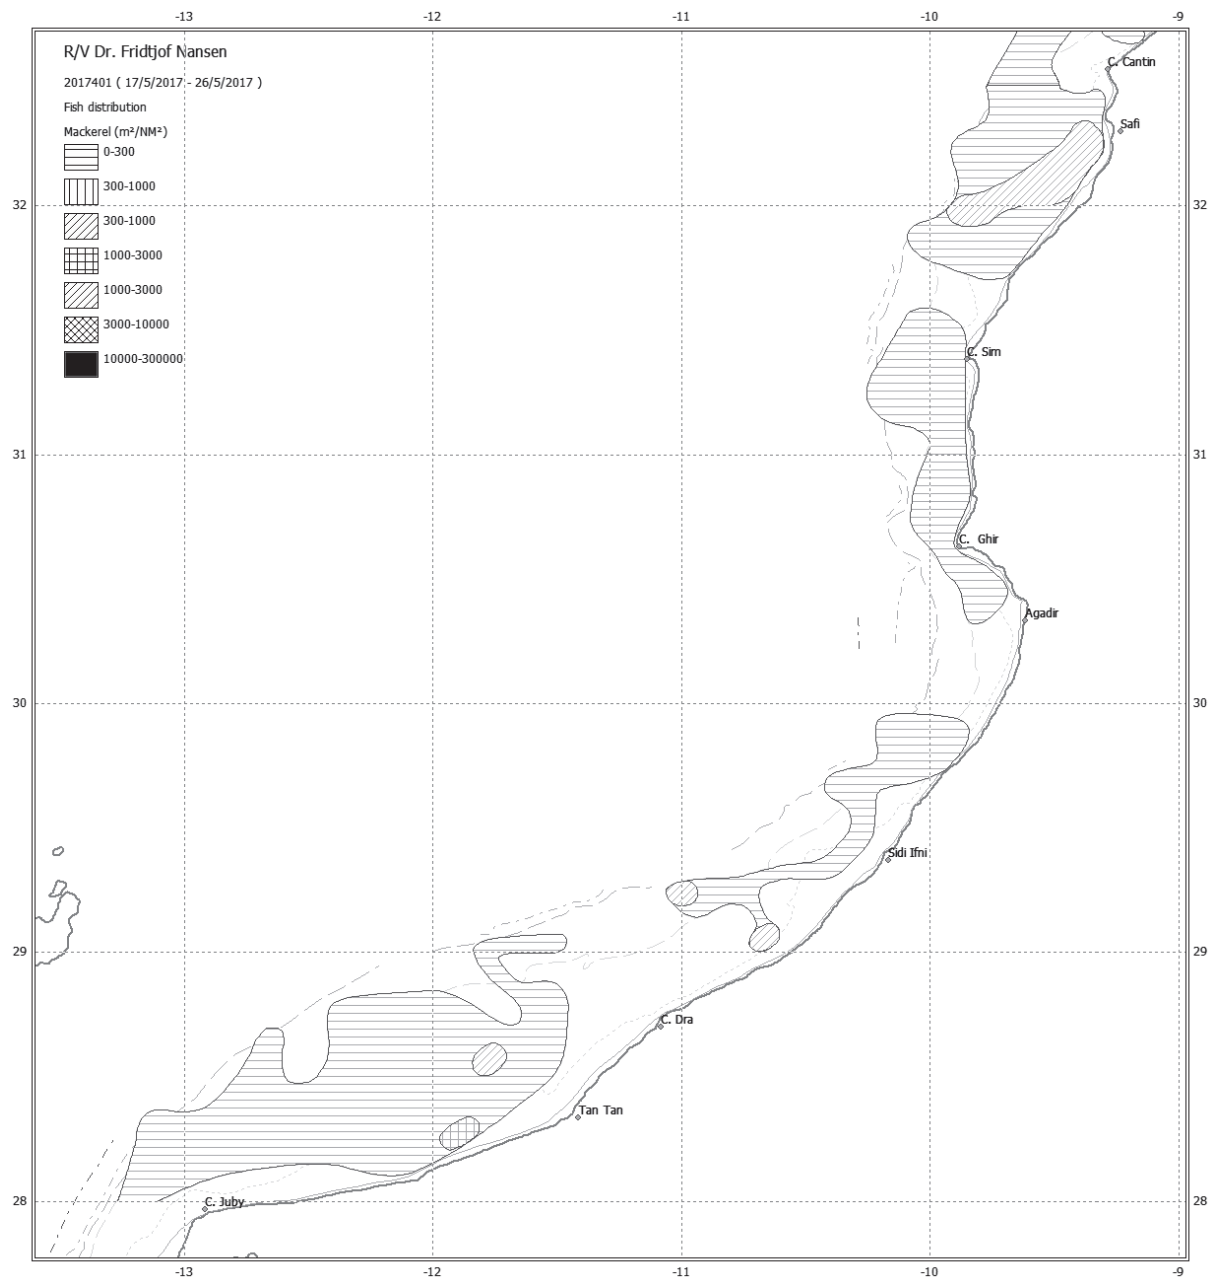 -13 -12 -11 -10 -9
R/V Dr. Fridtjof Nansen
2017401 ( 17/5/2017 - 26/5/2017 )
Fish distribution
Mackerel (m²/NM²)
0-300
300-1000
300-1000
1000-3000
1000-3000
3000-10000
10000-300000
C. Cantin
Safi
32 32
C. Sim
31 31
C. Ghir
Agadir
30 30
Sidi Ifni
29 29
C. Dra
Tan Tan
28 28
C. Juby
-13 -12 -11 -10 -9